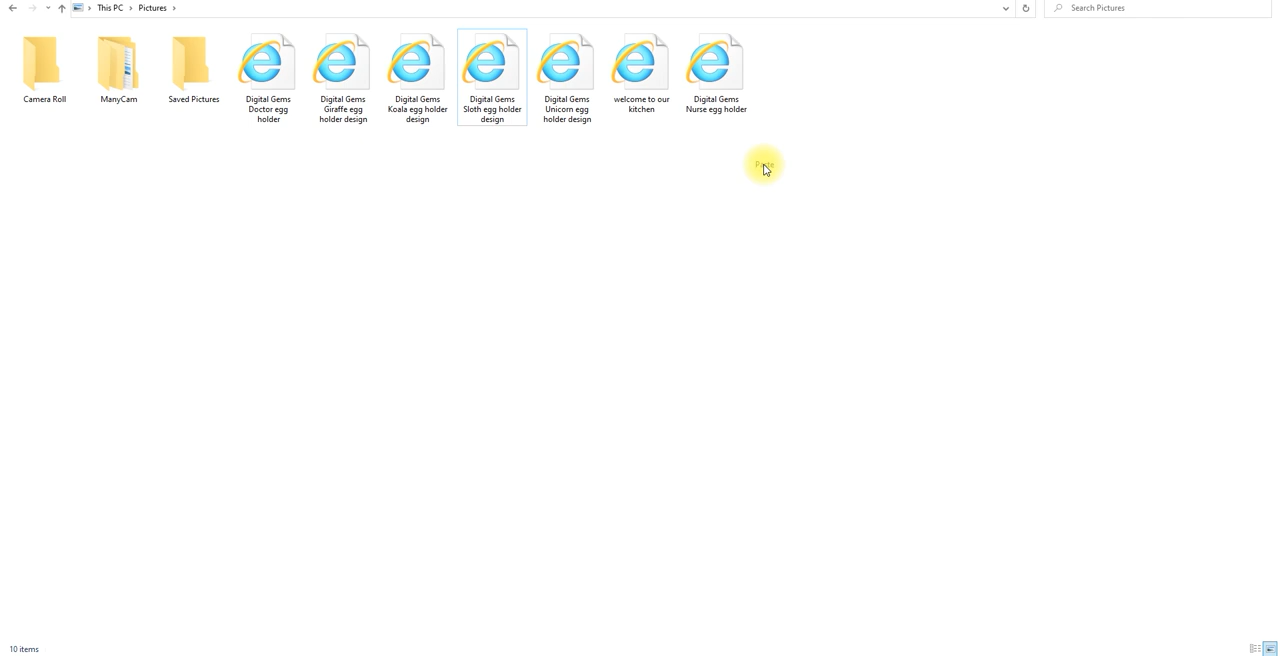 This PC Pictures
Search Pictures
Camera Roll
ManyCam
Saved Pictures
Digital Gems
Doctor egg
holder
Digital Gems
Giraffe egg
holder design
Digital Gems
Koala egg holder
design
Digital Gems
Sloth egg holder
design
Digital Gems
Unicorn egg
holder design
welcome to our
kitchen
Digital Gems
Nurse egg holder
Paste
10 items